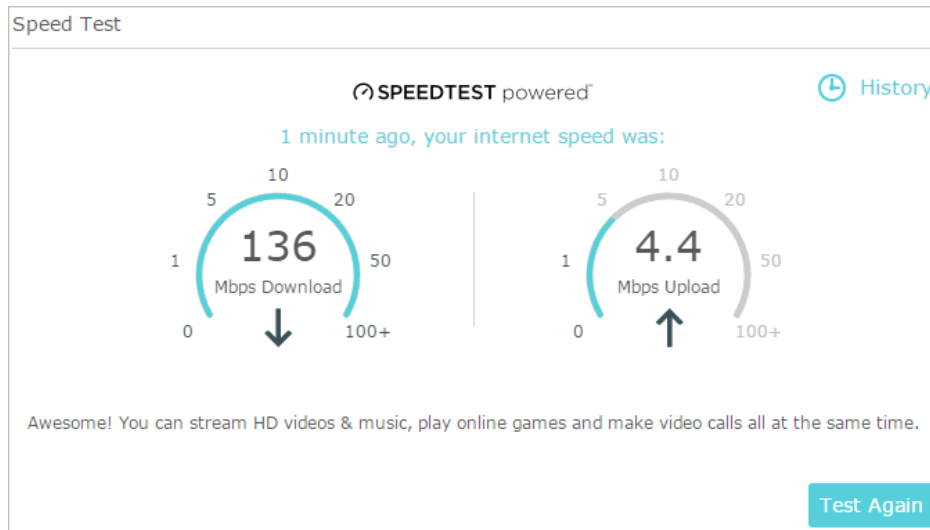 Speed Test
SPEEDTEST powered™
History
1 minute ago, your internet speed was:
10
5
20
136
1
50
Mbps Download
0
100+
10
5
20
4.4
1
50
Mbps Upload
0
100+
Awesome! You can stream HD videos & music, play online games and make video calls all at the same time.
Test Again